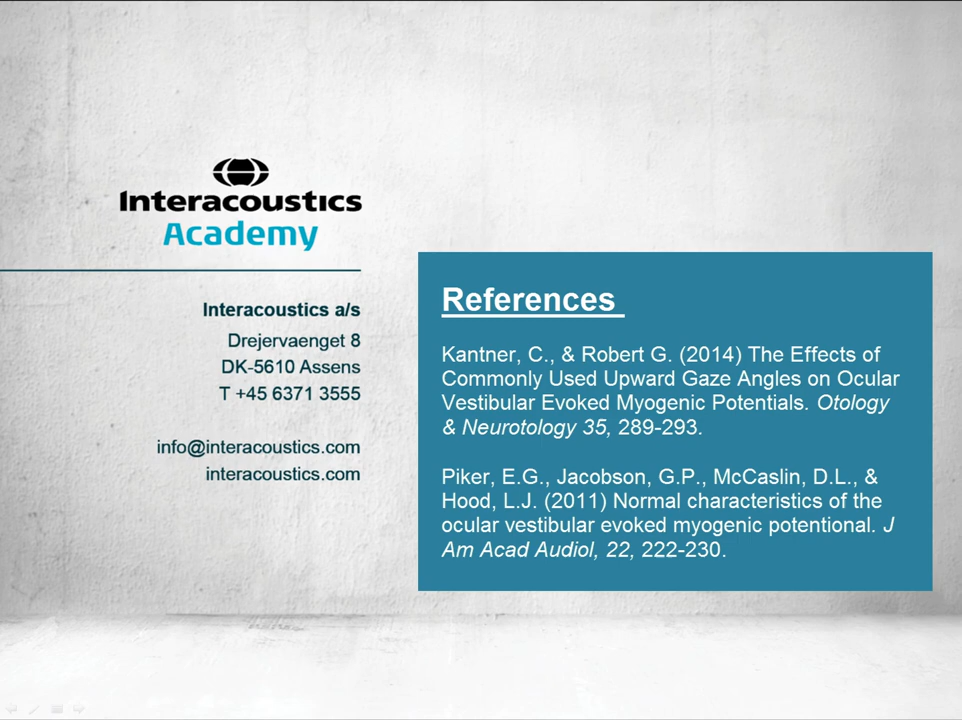 Interacoustics
Academy
Interacoustics a/s
Drejervaenget 8
DK-5610 Assens
T +45 6371 3555
info@interacoustics.com
interacoustics.com
References
Kantner, C., & Robert G. (2014) The Effects of
Commonly Used Upward Gaze Angles on Ocular
Vestibular Evoked Myogenic Potentials. Otology
& Neurotology 35, 289-293.
Piker, E.G., Jacobson, G.P., McCaslin, D.L., &
Hood, L.J. (2011) Normal characteristics of the
ocular vestibular evoked myogenic potentional. J
Am Acad Audiol, 22, 222-230.